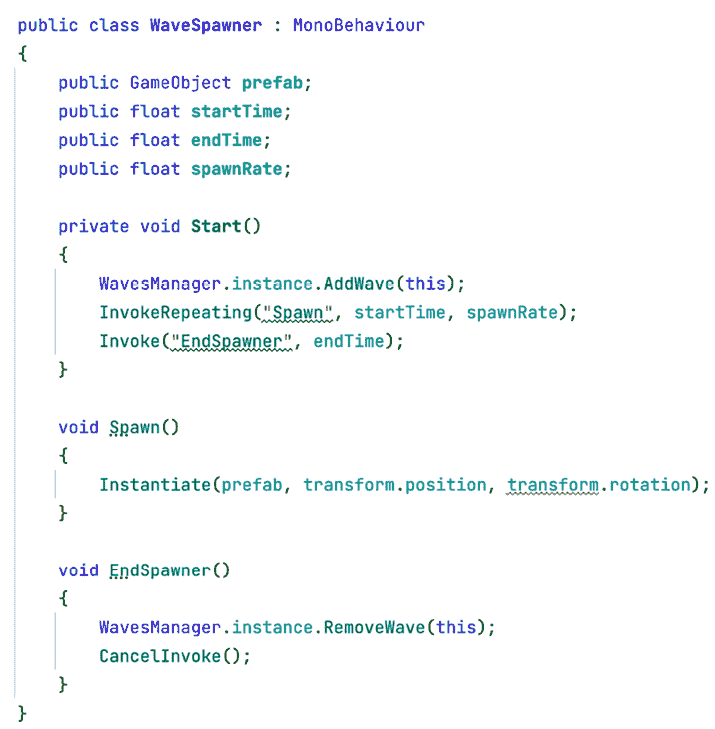 public class WaveSpawner : MonoBehaviour
{
    public GameObject prefab;
    public float startTime;
    public float endTime;
    public float spawnRate;

    private void Start()
    {
        WavesManager.instance.AddWave(this);
        InvokeRepeating("Spawn", startTime, spawnRate);
        Invoke("EndSpawner", endTime);
    }

    void Spawn()
    {
        Instantiate(prefab, transform.position, transform.rotation);
    }

    void EndSpawner()
    {
        WavesManager.instance.RemoveWave(this);
        CancelInvoke();
    }
}